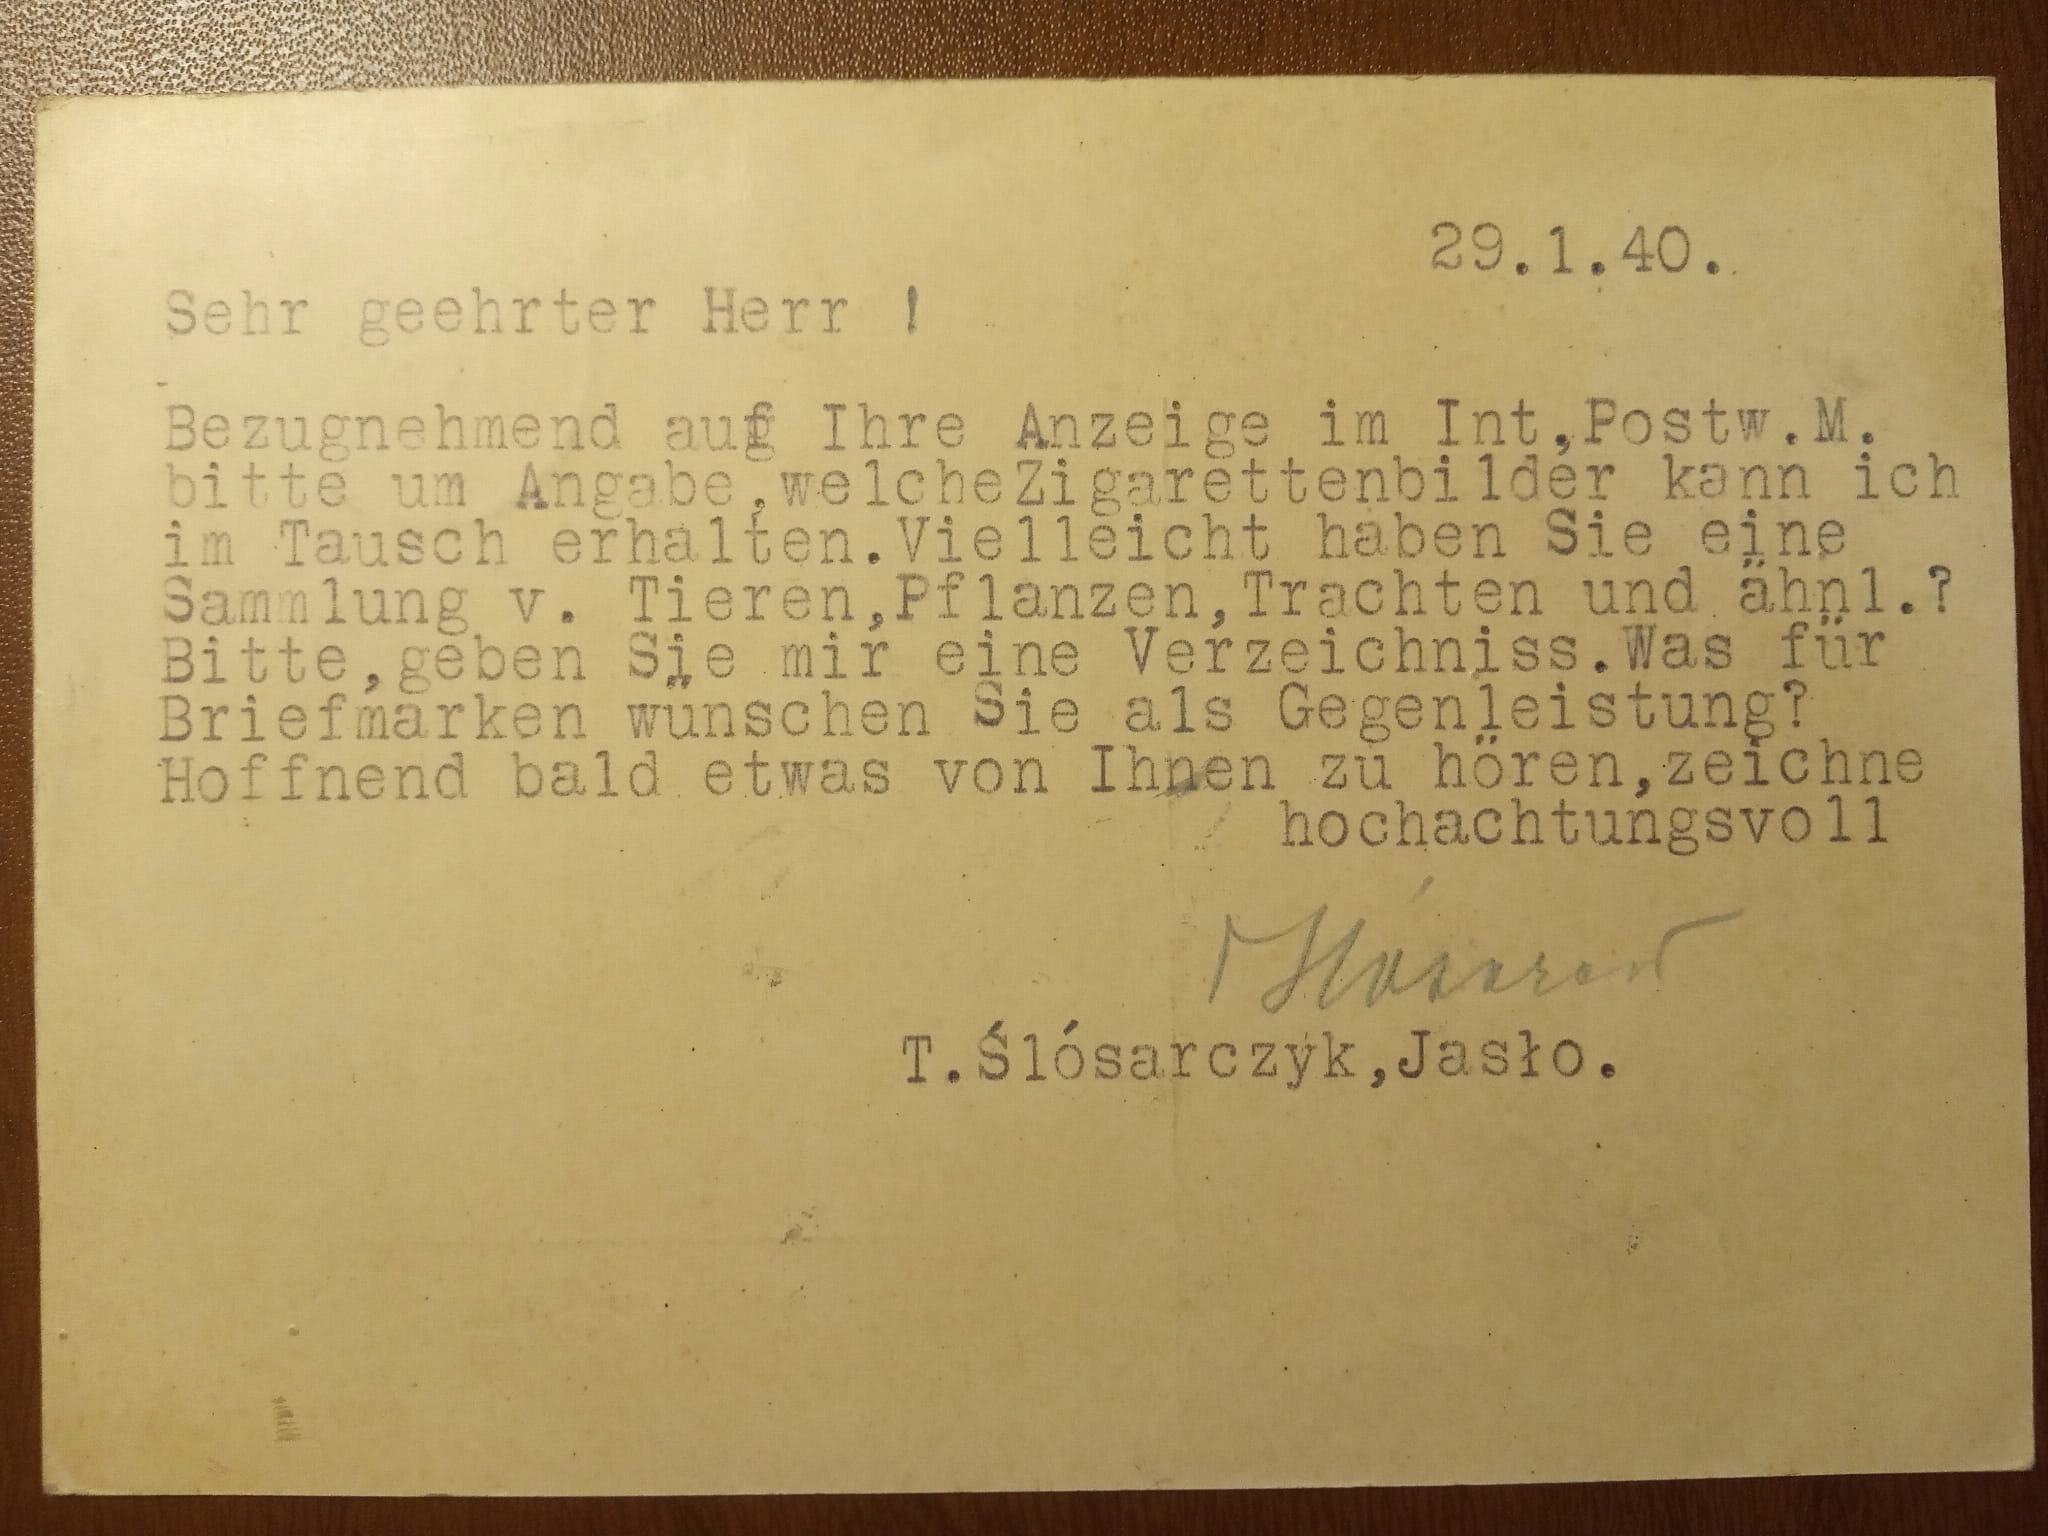 29.1.40.
Sehr geehrter Herr !
Bezugnehmend auf Ihre Anzeige im Int,Postw.M.
bitte um Angabe,welcheZigarettenbilder kann ich
im Tausch erhalten.Vielleicht haben Sie eine
Sammlung v. Tieren,Pflanzen,Trachten und ähnl.?
Bitte,geben Sie mir eine Verzeichniss.Was für
Briefmarken wünschen Sie als Gegenleistung?
Hoffnend bald etwas von Ihnen zu hören,zeichne
hochachtungsvoll
T.Ślósarczyk,Jasło.